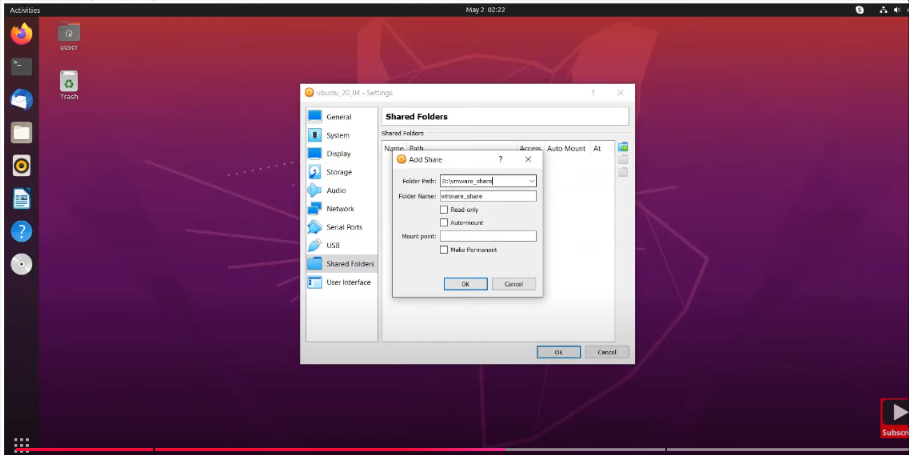 Activities
May 2 02:22
Trash
ubuntu_20_04 - Settings
?
General
System
Display
Storage
Audio
Network
Serial Ports
USB
Shared Folders
User Interface
Shared Folders
Shared Folders
Name Path Access Auto Mount At
Add Share
?
Folder Path: D:\vmware_share
Folder Name: vmware_share
Read-only
Auto-mount
Mount point:
Make Permanent
OK Cancel
OK Cancel
Subscri